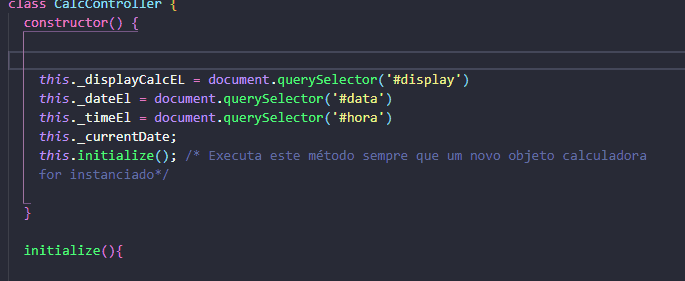 class CalcController {
constructor() {
this._displayCalcEL = document.querySelector('#display')
this._dateEl = document.querySelector('#data')
this._timeEl = document.querySelector('#hora')
this._currentDate;
this.initialize(); /* Executa este método sempre que um novo objeto calculadora
for instanciado*/
}
initialize(){